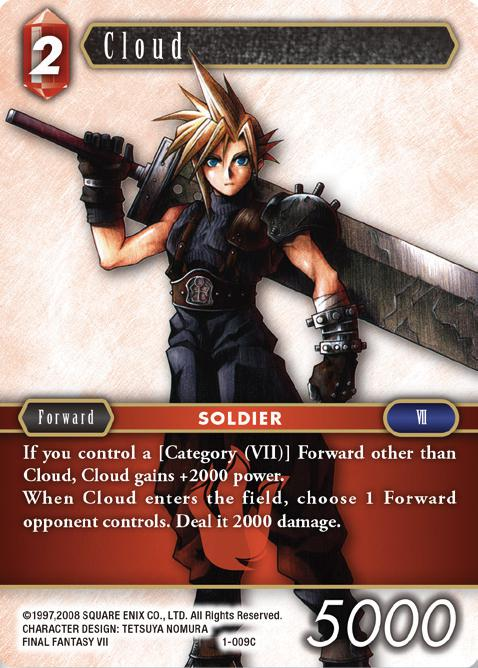 2
Cloud
Forward
SOLDIER
VII
If you control a [Category (VII)] Forward other than
Cloud, Cloud gains +2000 power.
When Cloud enters the field, choose 1 Forward
opponent controls. Deal it 2000 damage.
©1997,2008 SQUARE ENIX CO., LTD. All Rights Reserved.
CHARACTER DESIGN: TETSUYA NOMURA
FINAL FANTASY VII
1-009C
5000